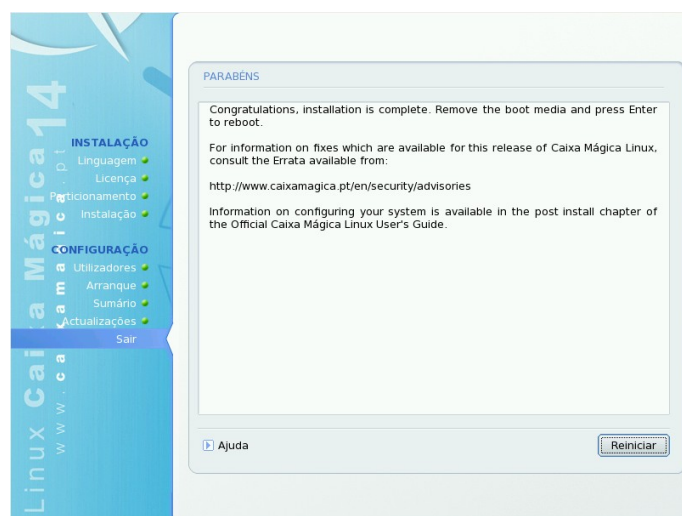 Linux Caixa Mágica 14
www.caixamagica.pt
INSTALAÇÃO
Linguagem
Licença
Particionamento
Instalação
CONFIGURAÇÃO
Utilizadores
Arranque
Sumário
Actualizações
Sair
PARABÉNS
Congratulations, installation is complete. Remove the boot media and press Enter
to reboot.
For information on fixes which are available for this release of Caixa Mágica Linux,
consult the Errata available from:
http://www.caixamagica.pt/en/security/advisories
Information on configuring your system is available in the post install chapter of
the Official Caixa Mágica Linux User's Guide.
Ajuda
Reiniciar